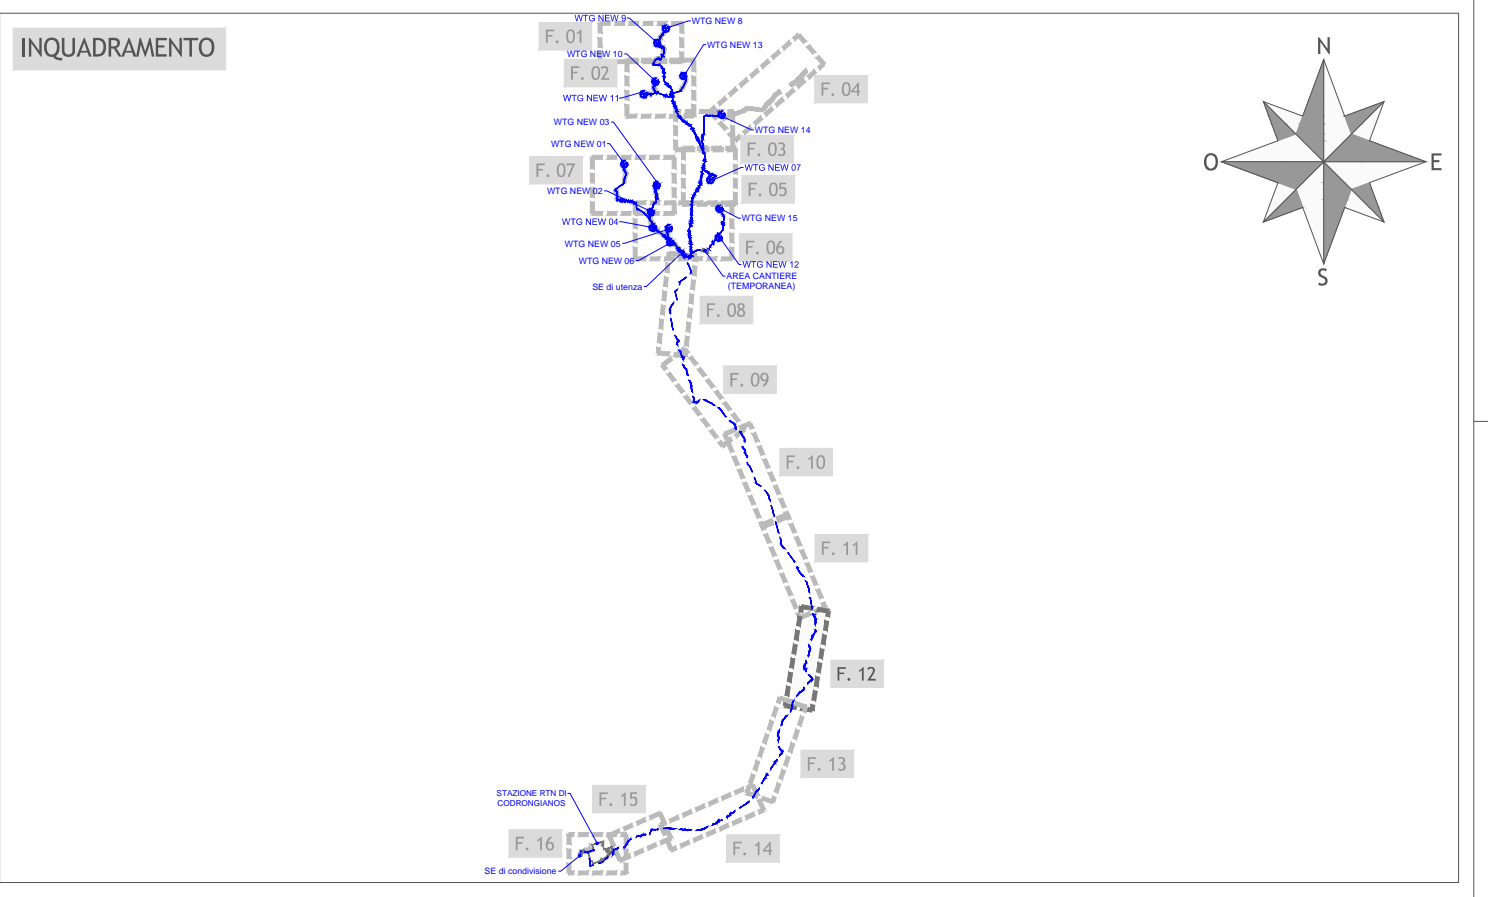 INQUADRAMENTO
WTG NEW 9
WTG NEW 8
F. 01
WTG NEW 13
WTG NEW 10
F. 02
F. 04
WTG NEW 11
WTG NEW 03
WTG NEW 14
WTG NEW 01
F. 03
F. 07
WTG NEW 07
WTG NEW 02
F. 05
WTG NEW 04
WTG NEW 15
WTG NEW 05
F. 06
WTG NEW 06
WTG NEW 12
AREA CANTIERE
(TEMPORANEA)
SE di utenza
F. 08
F. 09
F. 10
F. 11
F. 12
F. 13
STAZIONE RTN DI
CODRONGIANOS
F. 15
F. 16
F. 14
SE di condivisione
N
O
E
S